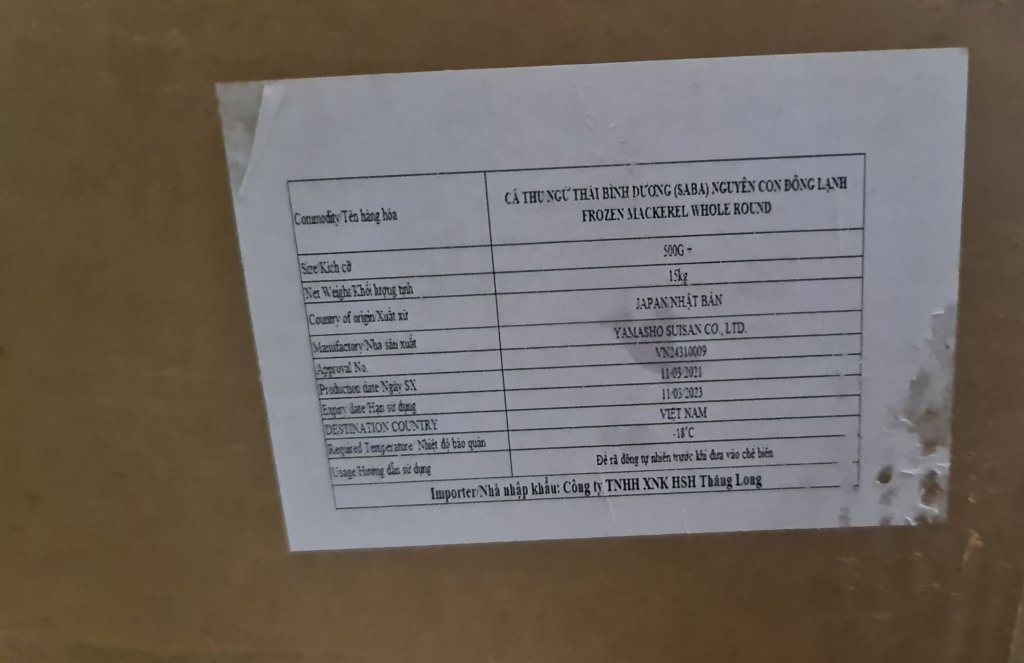 Commodity/Tên hàng hóa
CÁ THU NGỪ THÁI BÌNH DƯƠNG (SABA) NGUYÊN CON ĐÔNG LẠNH
FROZEN MACKEREL WHOLE ROUND
Size/Kích cỡ 500G +
Net Weight/Khối lượng tịnh 15kg
Country of origin/Xuất xứ JAPAN/NHẬT BẢN
Manufactory/Nhà sản xuất YAMASHO SUISAN CO., LTD.
Approval No. VN24310009
Production date/Ngày SX 11/03/2021
Expiry date/Hạn sử dụng 11/03/2023
DESTINATION COUNTRY VIỆT NAM
Required Temperature/Nhiệt độ bảo quản -18°C
Usage/Hướng dẫn sử dụng Để rã đông tự nhiên trước khi đưa vào chế biến
Importer/Nhà nhập khẩu: Công ty TNHH XNK HSH Thăng Long